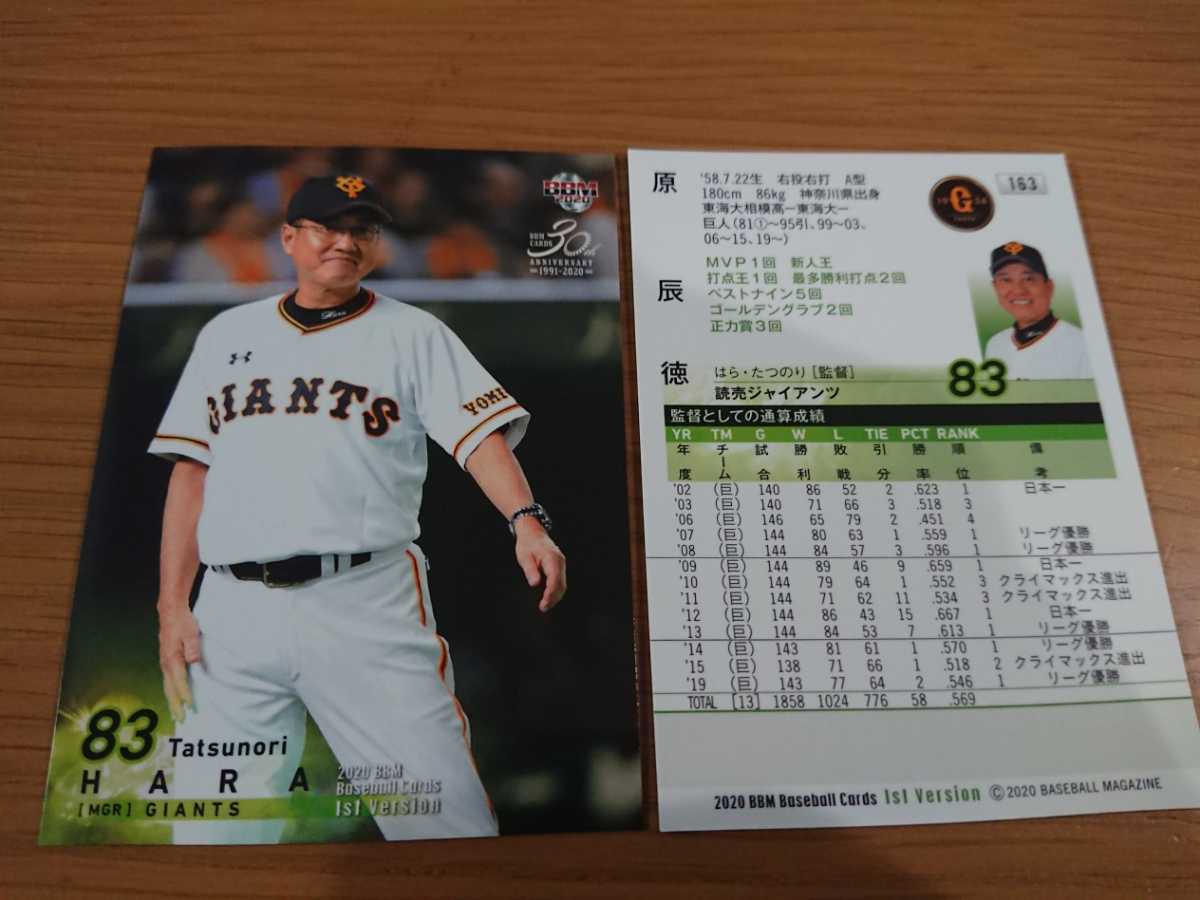 BBM
2020
BBM
CARDS
30th
ANNIVERSARY
1991-2020
Hara
GIANTS
YOMI
83 Tatsunori
HARA
[MGR] GIANTS
2020 BBM
Baseball Cards
1st Version
原辰徳
'58.7.22生 右投右打 A型
180cm 86kg 神奈川県出身
東海大相模高－東海大－
巨人(81①～95引、99～03、
06～15、19～)
MVP1回 新人王
打点王1回 最多勝利打点2回
ベストナイン5回
ゴールデングラブ2回
正力賞3回
はら・たつのり[監督]
読売ジャイアンツ
19 G 34
163
83
監督としての通算成績
YR TM G W L TIE PCT RANK
年度 チーム 試合 勝利 敗戦 引分 勝率 順位 備考
'02 (巨) 140 86 52 2 .623 1 日本一
'03 (巨) 140 71 66 3 .518 3
'06 (巨) 146 65 79 2 .451 4
'07 (巨) 144 80 63 1 .559 1 リーグ優勝
'08 (巨) 144 84 57 3 .596 1 リーグ優勝
'09 (巨) 144 89 46 9 .659 1 日本一
'10 (巨) 144 79 64 1 .552 3 クライマックス進出
'11 (巨) 144 71 62 11 .534 3 クライマックス進出
'12 (巨) 144 86 43 15 .667 1 日本一
'13 (巨) 144 84 53 7 .613 1 リーグ優勝
'14 (巨) 143 81 61 1 .570 1 リーグ優勝
'15 (巨) 138 71 66 1 .518 2 クライマックス進出
'19 (巨) 143 77 64 2 .546 1 リーグ優勝
TOTAL [13] 1858 1024 776 58 .569
2020 BBM Baseball Cards 1st Version ©2020 BASEBALL MAGAZINE